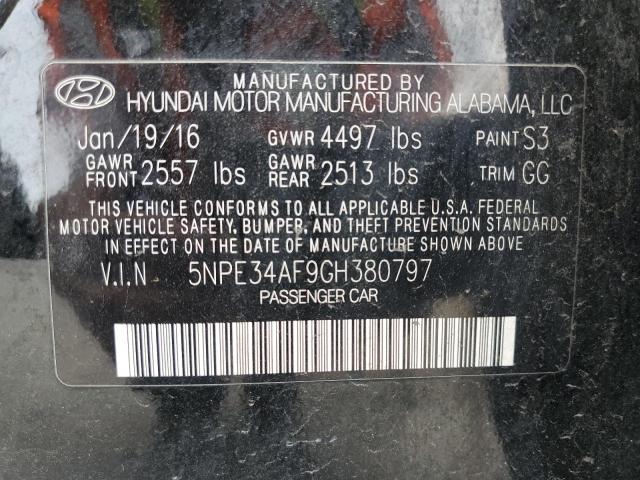 MANUFACTURED BY
HYUNDAI MOTOR MANUFACTURING ALABAMA, LLC
Jan/19/16 GVWR 4497 lbs PAINT S3
GAWR FRONT 2557 lbs GAWR REAR 2513 lbs TRIM GG
THIS VEHICLE CONFORMS TO ALL APPLICABLE U.S.A. FEDERAL
MOTOR VEHICLE SAFETY, BUMPER, AND THEFT PREVENTION STANDARDS
IN EFFECT ON THE DATE OF MANUFACTURE SHOWN ABOVE.
V.I.N 5NPE34AF9GH380797
PASSENGER CAR